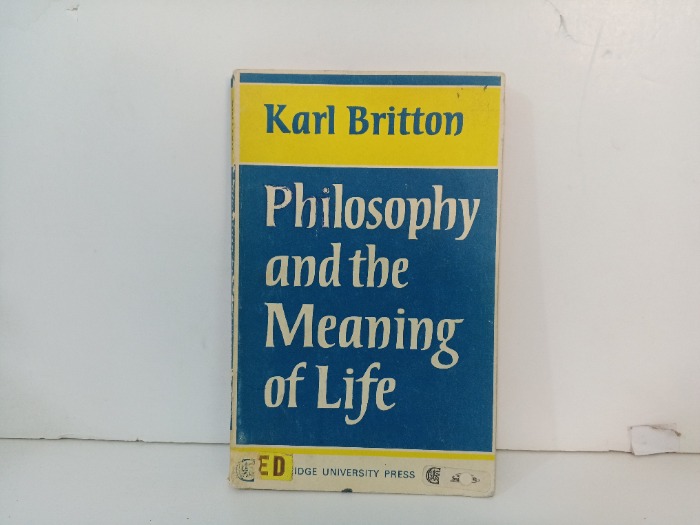 Karl Britton
Philosophy
and the
Meaning
of Life
ED
IDGE UNIVERSITY PRESS